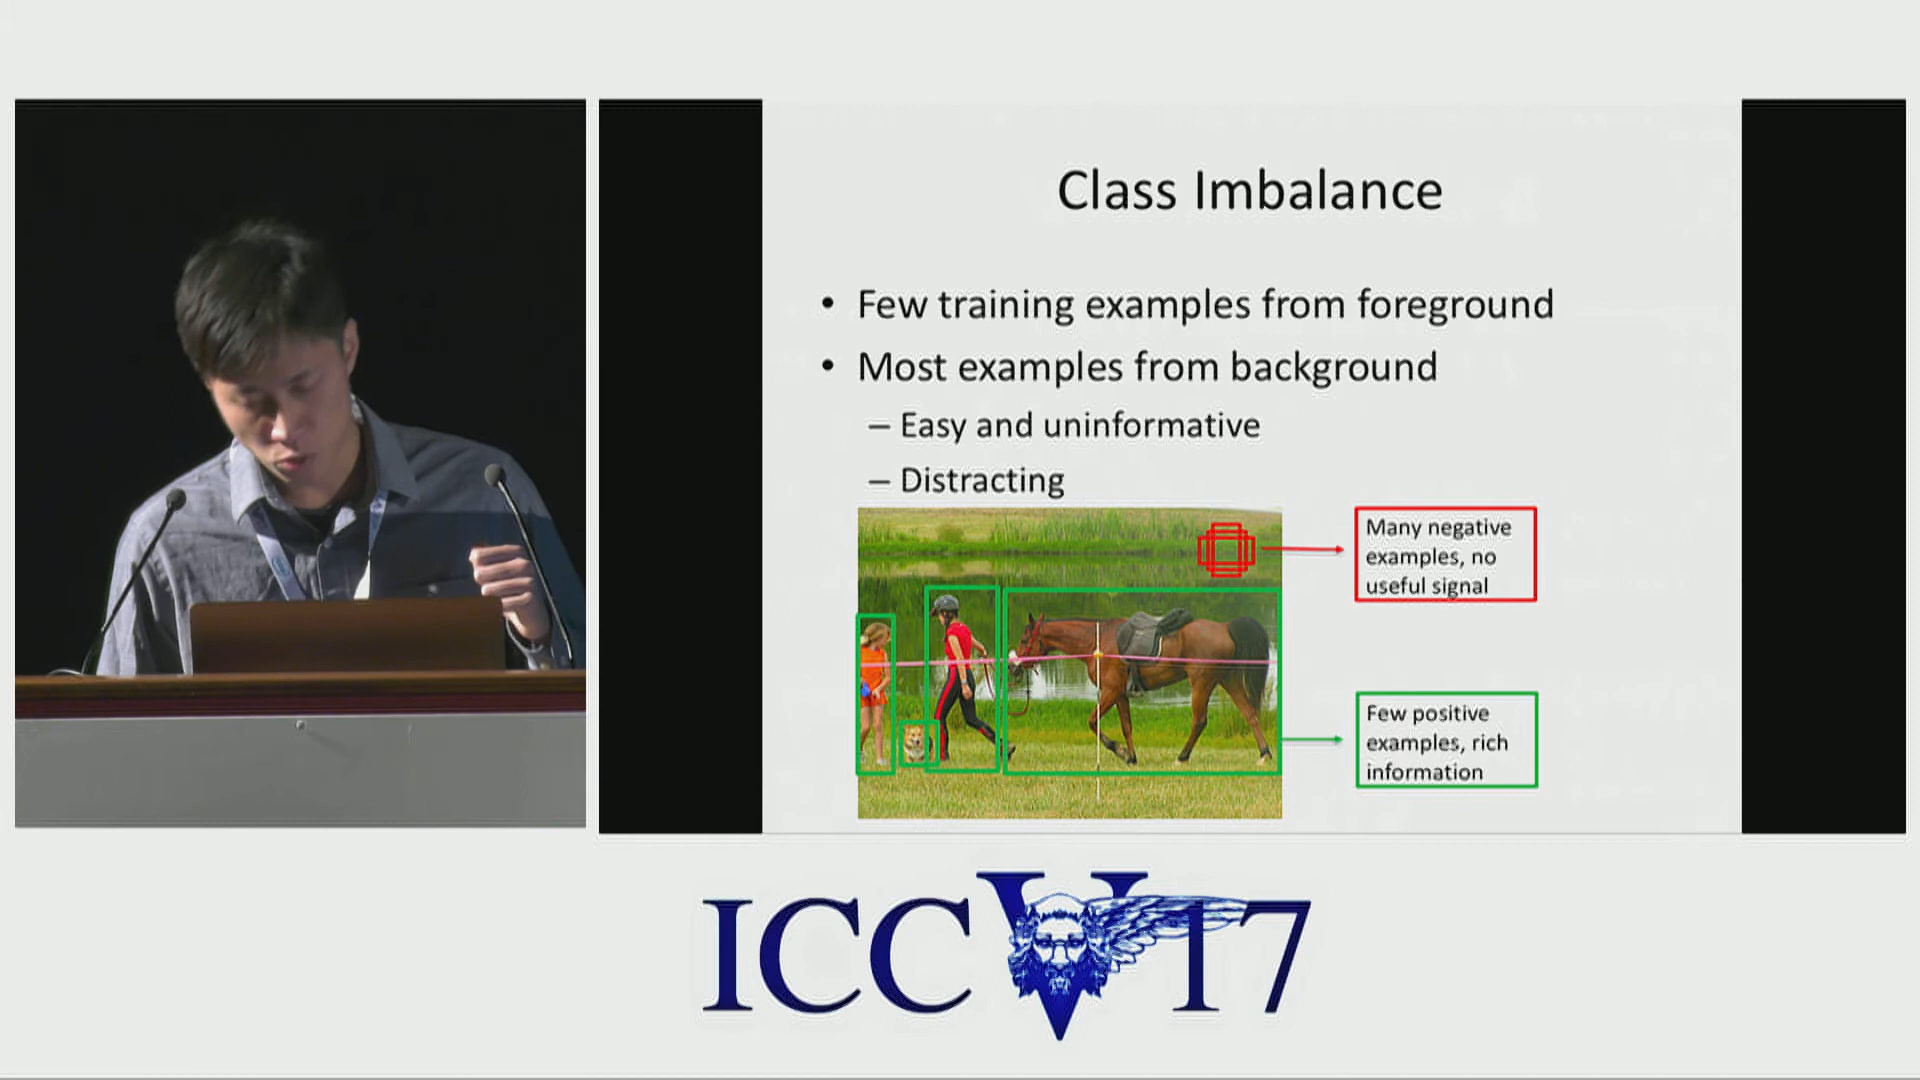 Class Imbalance
• Few training examples from foreground
• Most examples from background
– Easy and uninformative
– Distracting
Many negative
examples, no
useful signal
Few positive
examples, rich
information
ICCV17